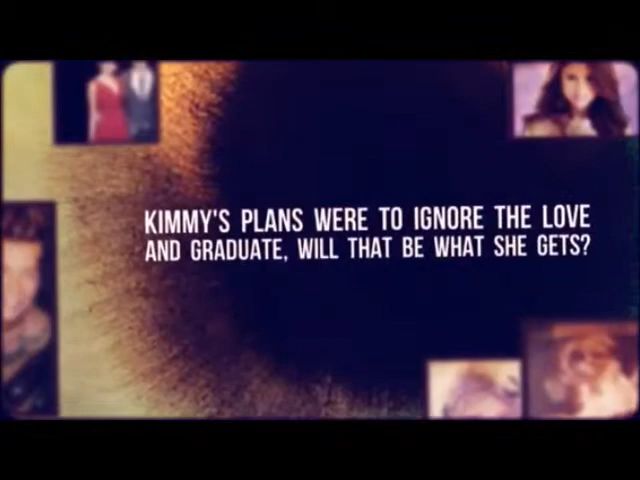 KIMMY'S PLANS WERE TO IGNORE THE LOVE
AND GRADUATE, WILL THAT BE WHAT SHE GETS?